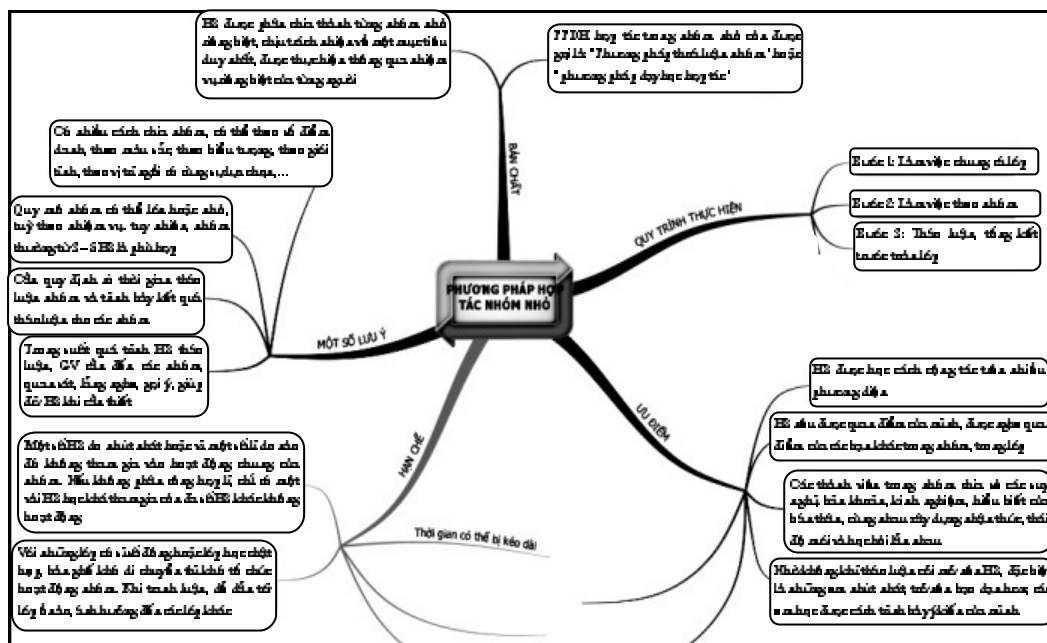 HS được phân chia thành từng nhóm nhỏ
riêng biệt, chịu trách nhiệm về một mục tiêu
duy nhất, được thực hiện thông qua nhiệm
vụ riêng biệt của từng người
PPDH hợp tác trong nhóm nhỏ còn được
gọi là: "Phương pháp thảo luận nhóm" hoặc
"phương pháp dạy học hợp tác"
BẢN CHẤT
Có nhiều cách chia nhóm, có thể theo số điểm
danh, theo màu sắc, theo biểu tượng, theo giới
tính, theo vị trí ngồi có cùng sự lựa chọn,...
Quy mô nhóm có thể lớn hoặc nhỏ,
tuỳ theo nhiệm vụ. tuy nhiên, nhóm
thường từ 3 – 5 HS là phù hợp
Cần quy định rõ thời gian thảo
luận nhóm và trình bày kết quả
thảo luận cho các nhóm
Trong suốt quá trình HS thảo
luận, GV cần đến các nhóm,
quan sát, lắng nghe, gợi ý, giúp
đỡ HS khi cần thiết
MỘT SỐ LƯU Ý
PHƯƠNG PHÁP HỢP
TÁC NHÓM NHỎ
QUY TRÌNH THỰC HIỆN
Bước 1: Làm việc chung cả lớp
Bước 2: Làm việc theo nhóm
Bước 3: Thảo luận, tổng kết
trước toàn lớp
ƯU ĐIỂM
HS được học cách cộng tác trên nhiều
phương diện
HS nêu được quan điểm của mình, được nghe quan
điểm của các bạn khác trong nhóm, trong lớp
Các thành viên trong nhóm chia sẻ các suy
nghĩ, băn khoăn, kinh nghiệm, hiểu biết của
bản thân, cùng nhau xây dựng nhận thức, thái
độ mới và học hỏi lẫn nhau
Nhờ không khí thảo luận cởi mở nên HS, đặc biệt
là những em nhút nhát, trở nên bạo dạn hơn; các
em học được cách trình bày ý kiến của mình
HẠN CHẾ
Một số HS do nhút nhát hoặc vì một số lí do nào
đó không tham gia vào hoạt động chung của
nhóm. Nếu không phân công hợp lí, chỉ có một
vài HS học khá tham gia còn đa số HS khác không
hoạt động
Thời gian có thể bị kéo dài
Với những lớp có sĩ số đông hoặc lớp học chật
hẹp, bàn ghế khó di chuyển thì khó tổ chức
hoạt động nhóm. Khi tranh luận, dễ dẫn tới
lớp ồn ào, ảnh hưởng đến các lớp khác